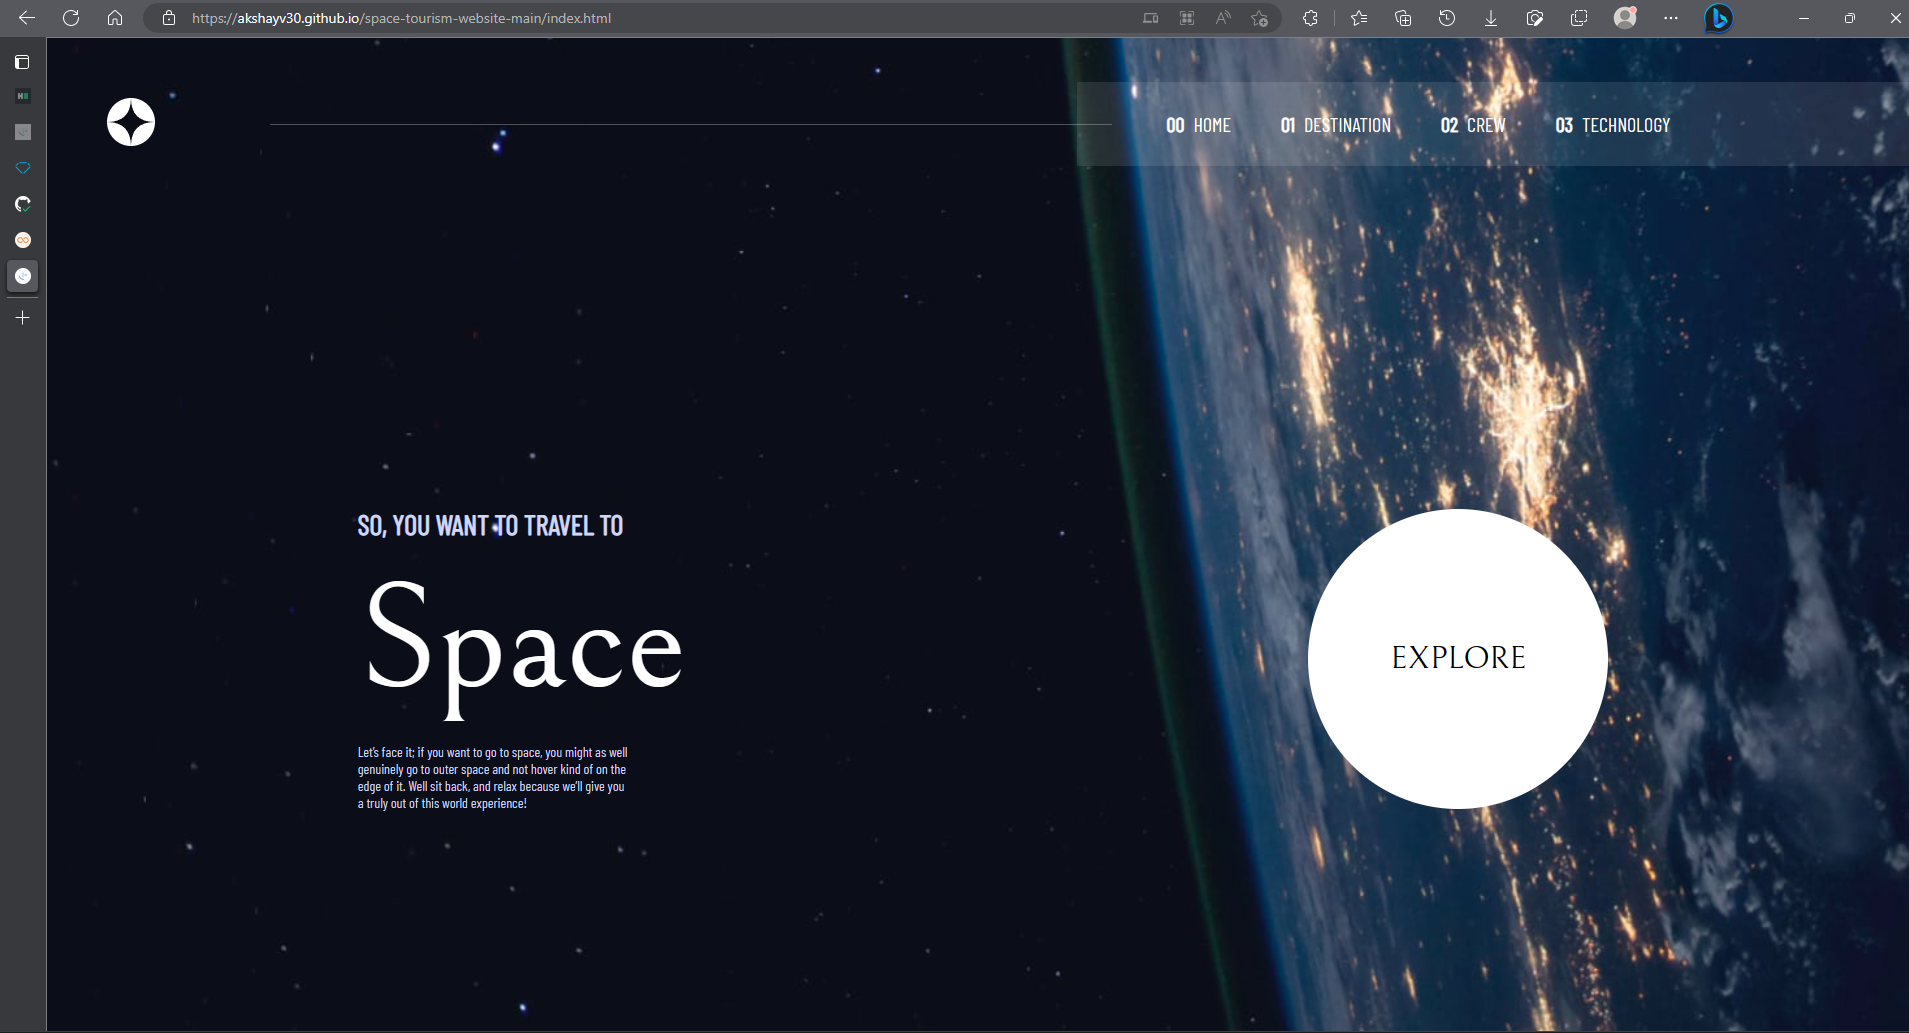 https://akshayv30.github.io/space-tourism-website-main/index.html
00 HOME 01 DESTINATION 02 CREW 03 TECHNOLOGY
SO, YOU WANT TO TRAVEL TO
Space
Let's face it; if you want to go to space, you might as well
genuinely go to outer space and not hover kind of on the
edge of it. Well sit back, and relax because we'll give you
a truly out of this world experience!
EXPLORE